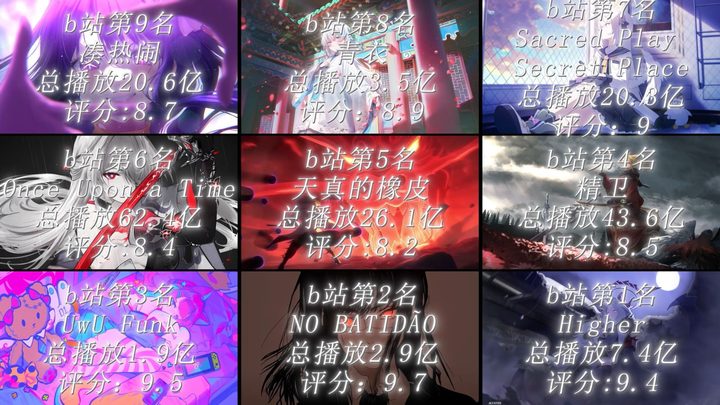 b站第9名
凑热闹
总播放20.6亿
评分:8.7
b站第8名
青花
总播放3.5亿
评分:8.9
b站第7名
Sacred Play
Secret Place
总播放20.3亿
评分: 9
b站第6名
Once Upon a Time
总播放62.4亿
评分:8.4
b站第5名
天真的橡皮
总播放26.1亿
评分:8.2
b站第4名
精卫
总播放43.6亿
评分:8.5
b站第3名
UwU Funk
总播放1.9亿
评分: 9.5
b站第2名
NO BATIDÃO
总播放2.9亿
评分: 9.7
b站第1名
Higher
总播放7.4亿
评分:9.4